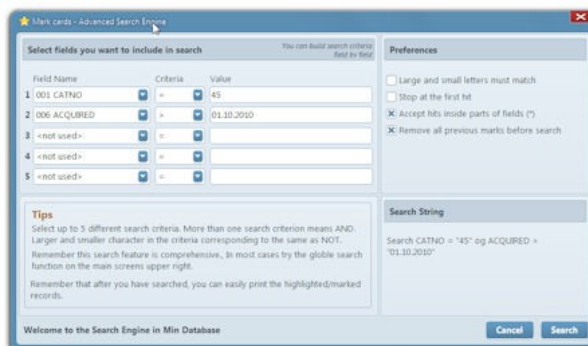 Mark cards - Advanced Search Engine
Select fields you want to include in search
You can build search criteria
field by field
Field Name Criteria Value
1 001 CATNO = 45
2 006 ACQUIRED > 01.10.2010
3 <not used> =
4 <not used> =
5 <not used> =
Tips
Select up to 5 different search criteria. More than one search criterion means AND.
Larger and smaller character in the criteria corresponding to the same as NOT.
Remember this search feature is comprehensive., In most cases try the globle search
function on the main screens upper right.
Remember that after you have searched, you can easily print the highlighted/marked
records.
Preferences
Large and small letters must match
Stop at the first hit
Accept hits inside parts of fields (*)
Remove all previous marks before search
Search String
Search CATNO = "45" og ACQUIRED >
"01.10.2010"
Welcome to the Search Engine in Min Database
Cancel Search